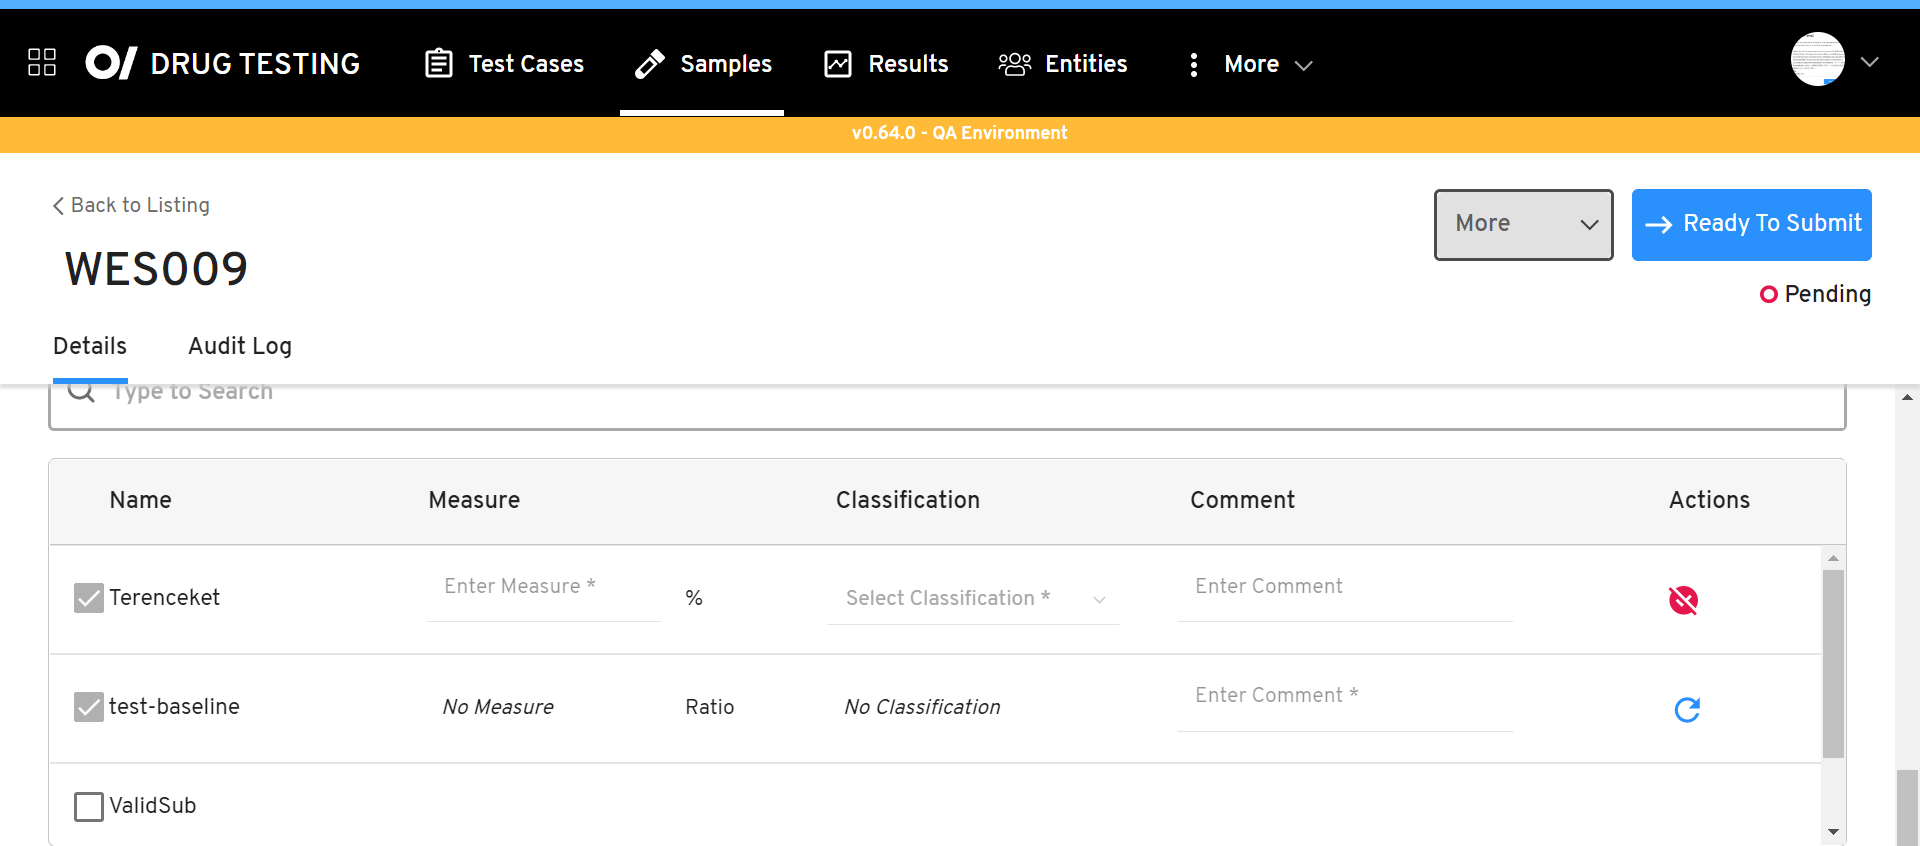 DRUG TESTING
Test Cases
Samples
Results
Entities
More
v0.64.0 - QA Environment
Back to Listing
More
Ready To Submit
WES009
Pending
Details
Audit Log
Type to Search
Name
Measure
Classification
Comment
Actions
Terenceket
Enter Measure *
%
Select Classification *
Enter Comment
test-baseline
No Measure
Ratio
No Classification
Enter Comment *
ValidSub